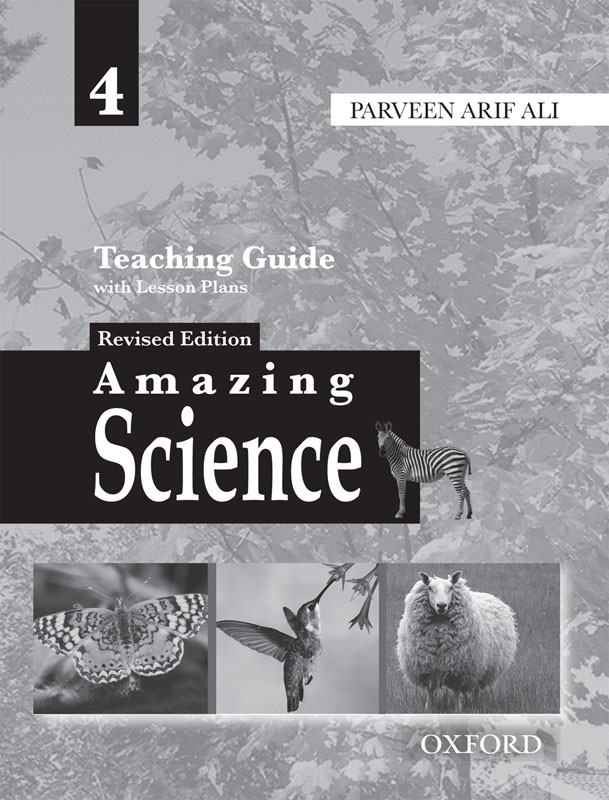 4
PARVEEN ARIF ALI
Teaching Guide
with Lesson Plans
Revised Edition
Amazing
Science
OXFORD